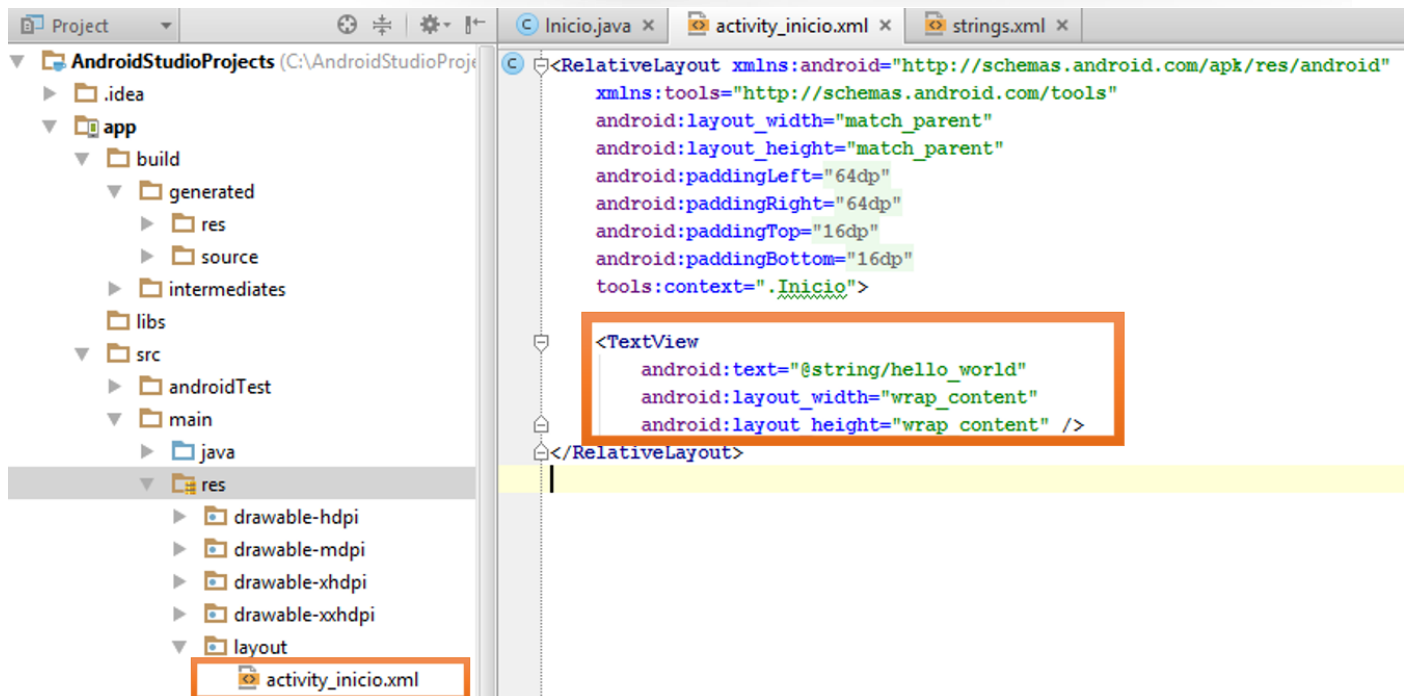 Project
AndroidStudioProjects (C:\AndroidStudioProje
.idea
app
build
generated
res
source
intermediates
libs
src
androidTest
main
java
res
drawable-hdpi
drawable-mdpi
drawable-xhdpi
drawable-xxhdpi
layout
activity_inicio.xml
Inicio.java activity_inicio.xml strings.xml
<RelativeLayout xmlns:android="http://schemas.android.com/apk/res/android"
xmlns:tools="http://schemas.android.com/tools"
android:layout_width="match_parent"
android:layout_height="match_parent"
android:paddingLeft="64dp"
android:paddingRight="64dp"
android:paddingTop="16dp"
android:paddingBottom="16dp"
tools:context=".Inicio">
<TextView
android:text="@string/hello_world"
android:layout_width="wrap_content"
android:layout_height="wrap_content" />
</RelativeLayout>